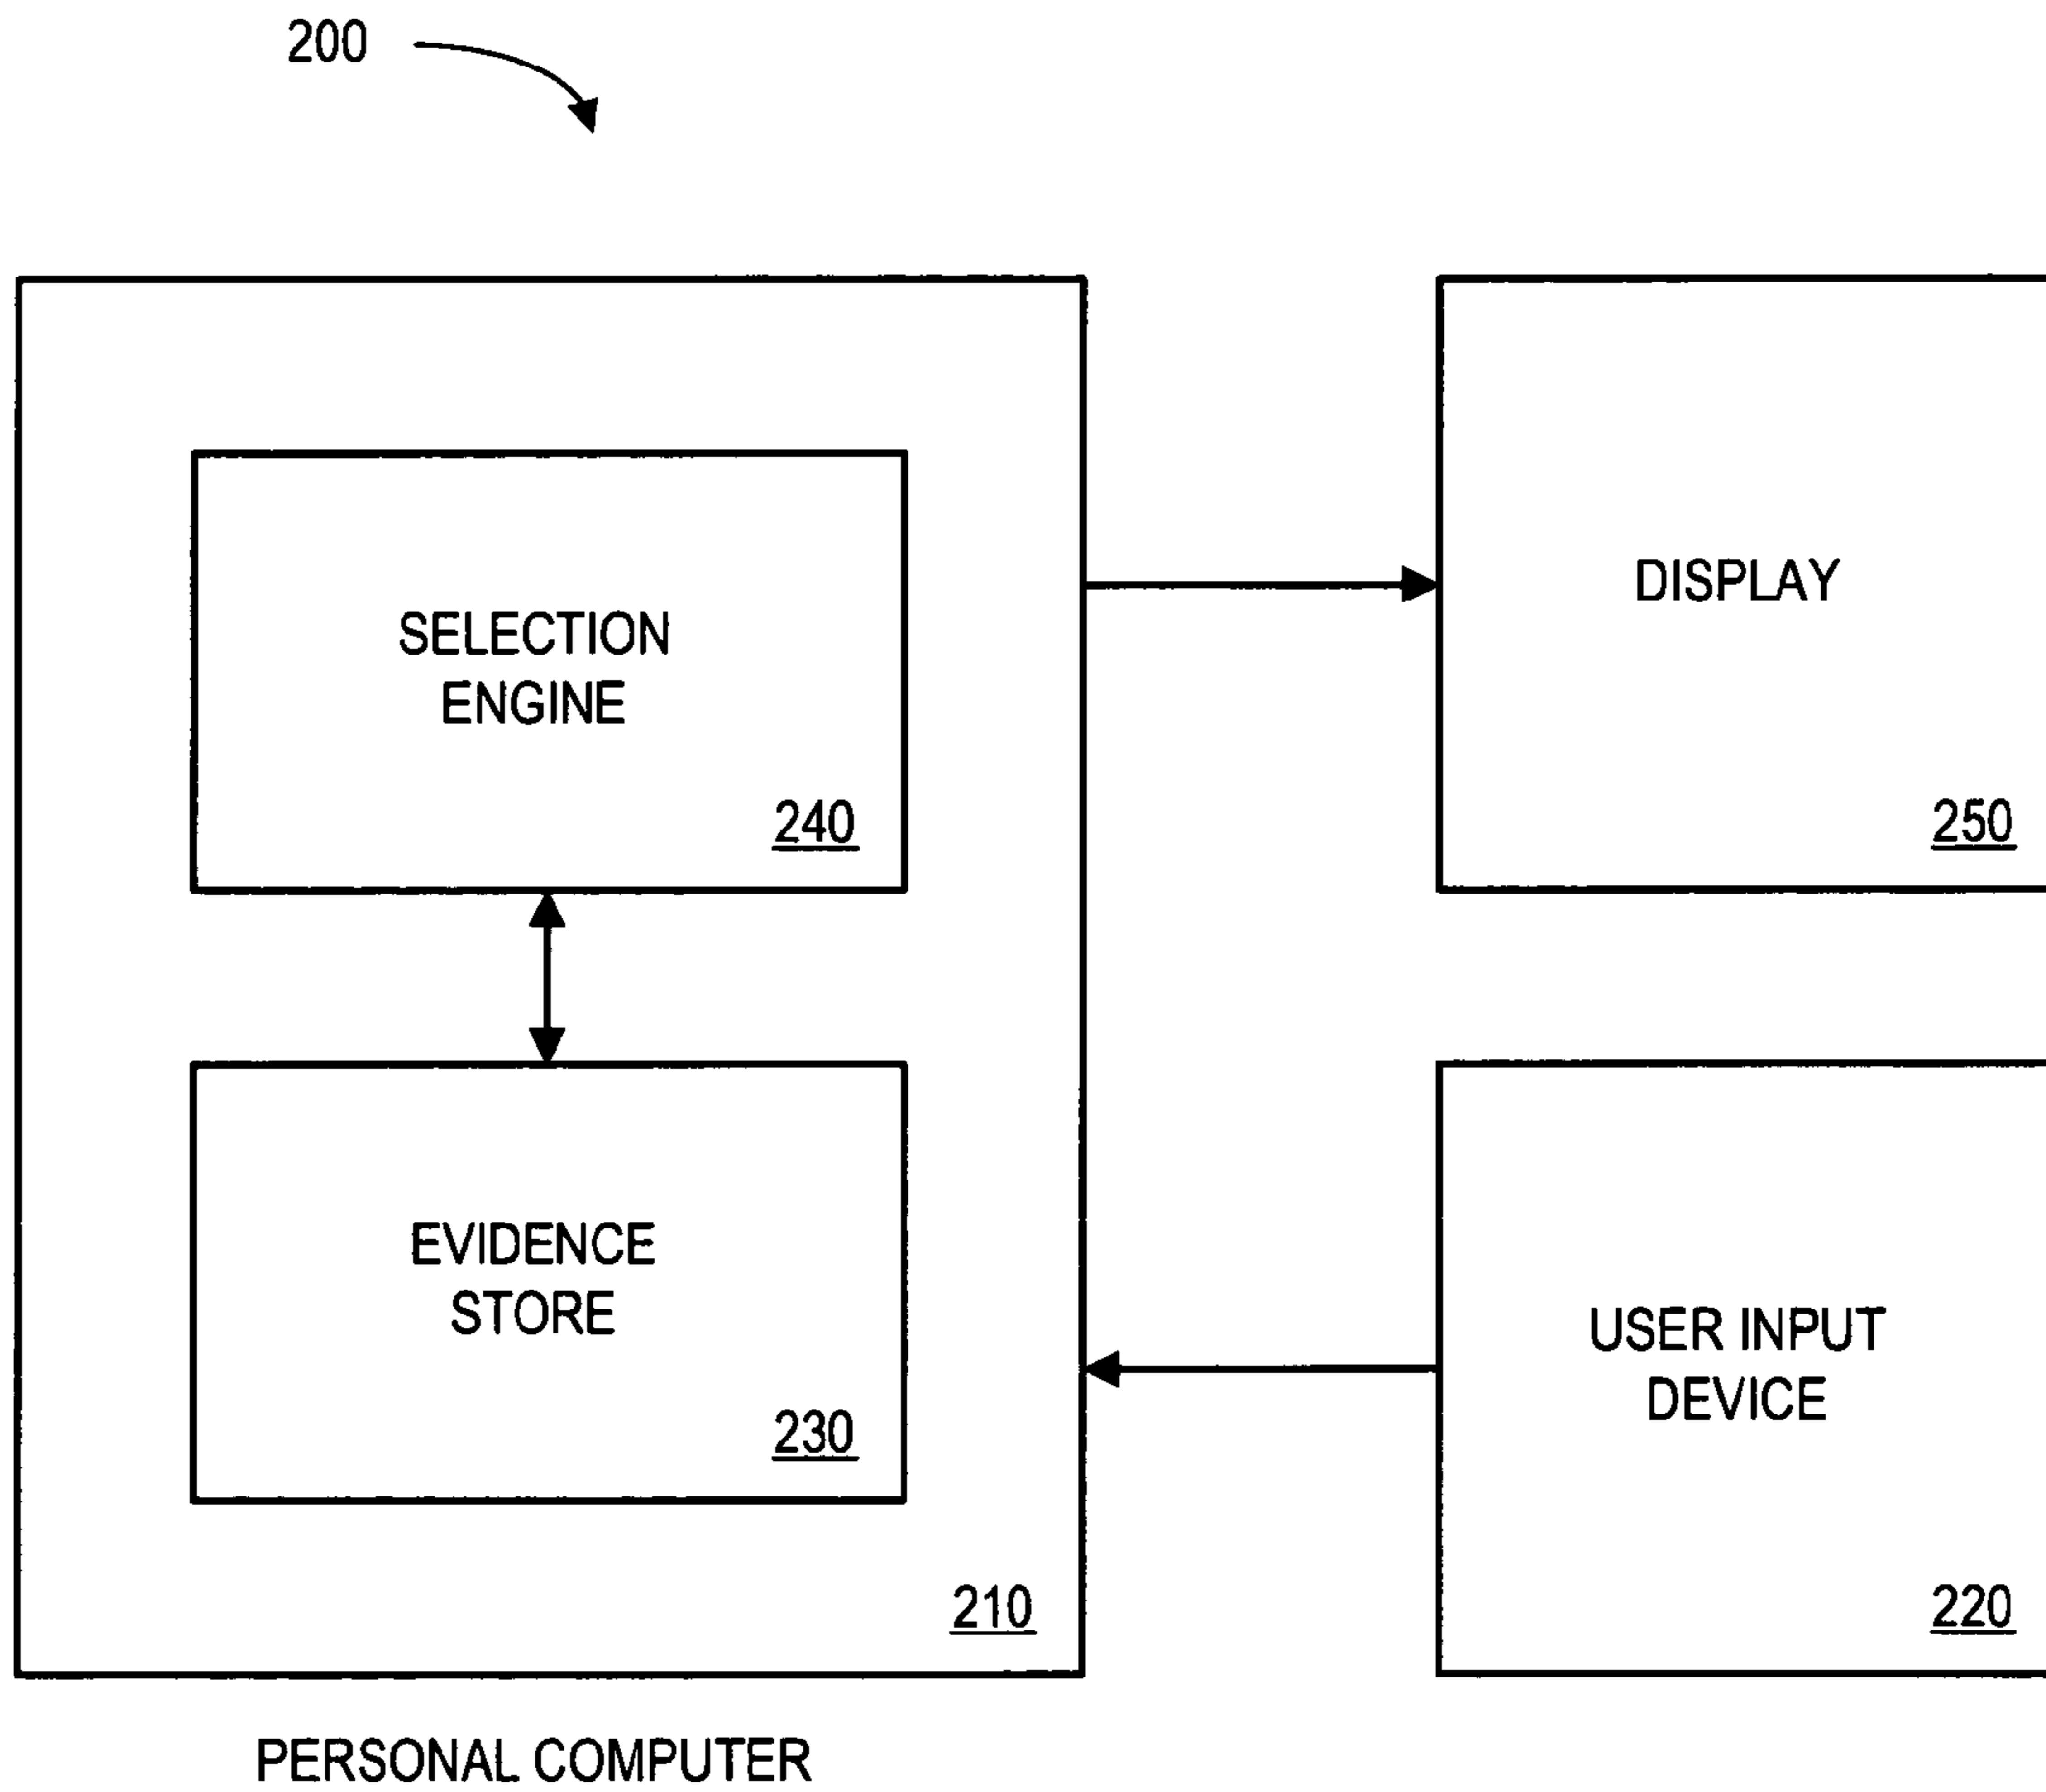 200
SELECTION
ENGINE
240
DISPLAY
250
EVIDENCE
STORE
230
USER INPUT
DEVICE
220
210
PERSONAL COMPUTER